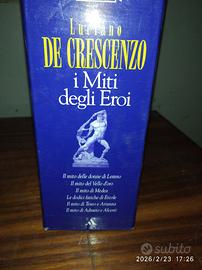 Luciano
DE CRESCENZO
i Miti
degli Eroi
Il mito delle donne di Lemno
Il mito del Vello d'oro
Il mito di Medea
Le dodici fatiche di Ercole
Il mito di Teseo e Arianna
Il mito di Admeto e Alcesti
subito
2026/2/23 17:26